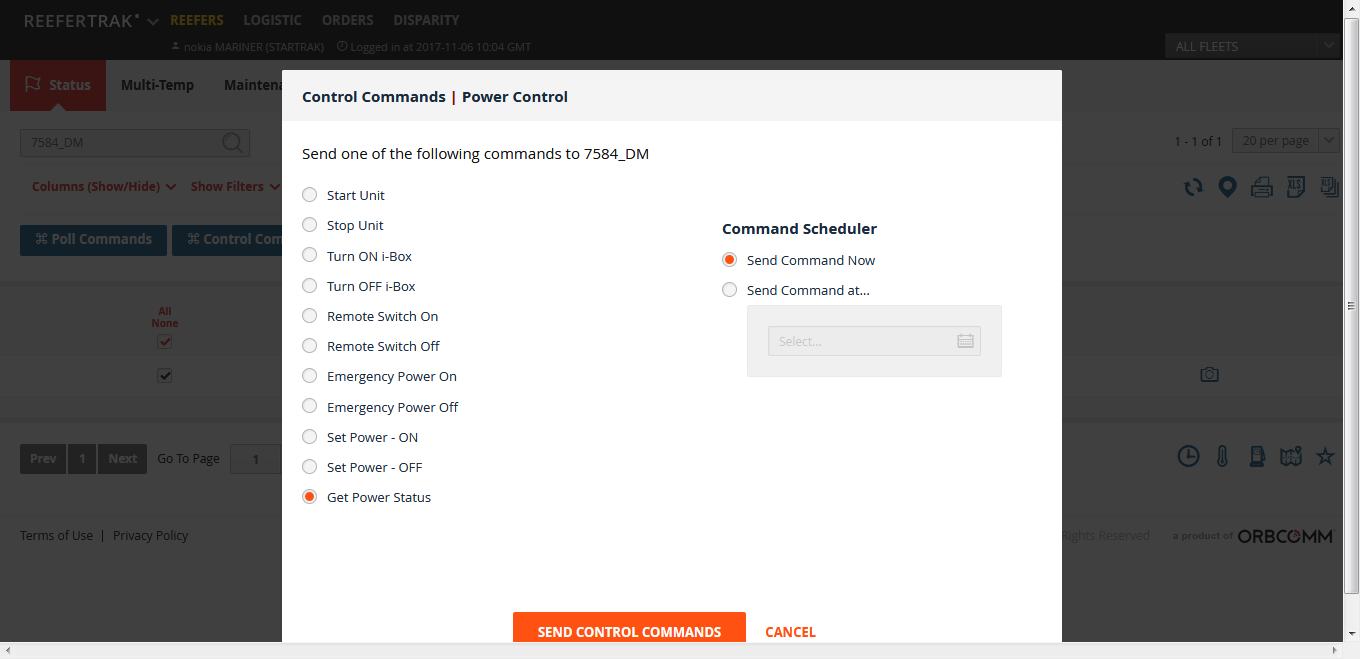 REEFERTRAK REEFERS LOGISTIC ORDERS DISPARITY
nokia MARINER (STARTRAK) Logged in at 2017-11-06 10:04 GMT
ALL FLEETS
Status Multi-Temp Maintena
Control Commands | Power Control
7584_DM
1 - 1 of 1 20 per page
Send one of the following commands to 7584_DM
Columns (Show/Hide) Show Filters
XLS XLS
Start Unit
Stop Unit
Command Scheduler
Poll Commands Control Com
Turn ON i-Box
Send Command Now
Turn OFF i-Box
Send Command at...
All
None
Remote Switch On
Remote Switch Off
Select...
Emergency Power On
Emergency Power Off
Set Power - ON
Prev 1 Next Go To Page 1
Set Power - OFF
Get Power Status
Terms of Use | Privacy Policy
Rights Reserved a product of ORBCOMM
SEND CONTROL COMMANDS CANCEL